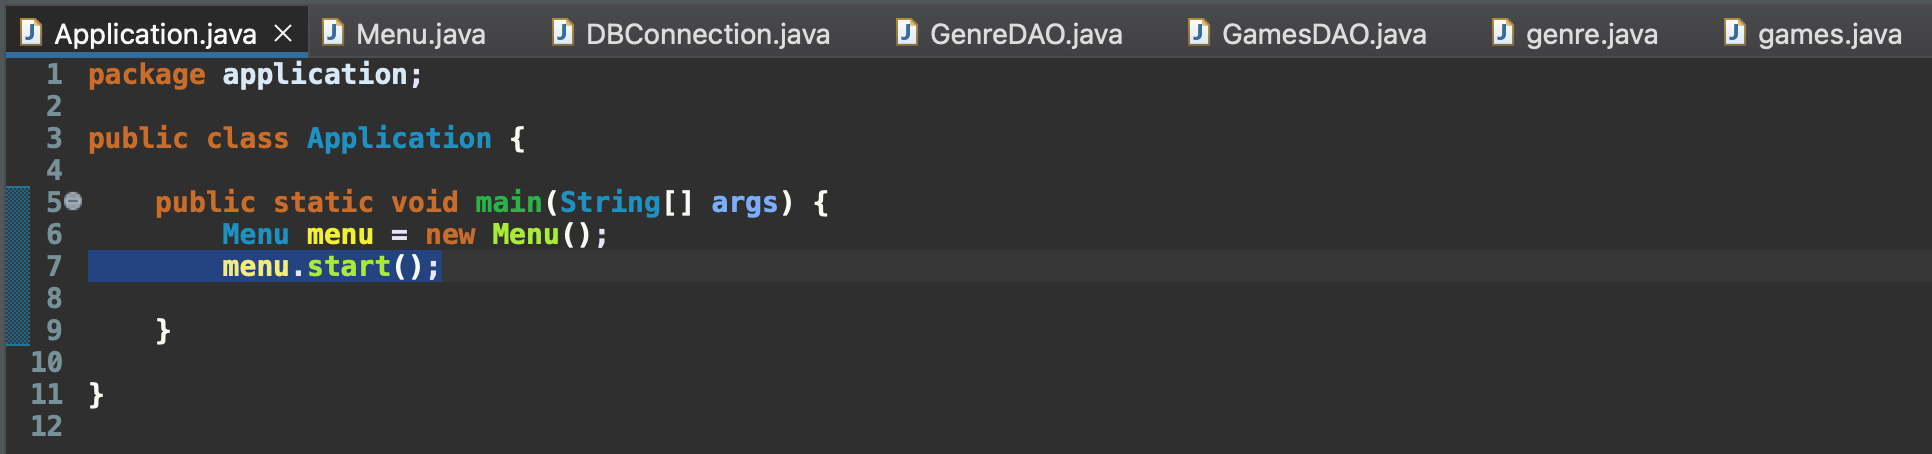 Application.java Menu.java DBConnection.java GenreDAO.java GamesDAO.java genre.java games.java
1 package application;
2
3 public class Application {
4
5     public static void main(String[] args) {
6         Menu menu = new Menu();
7         menu.start();
8
9     }
10
11 }
12